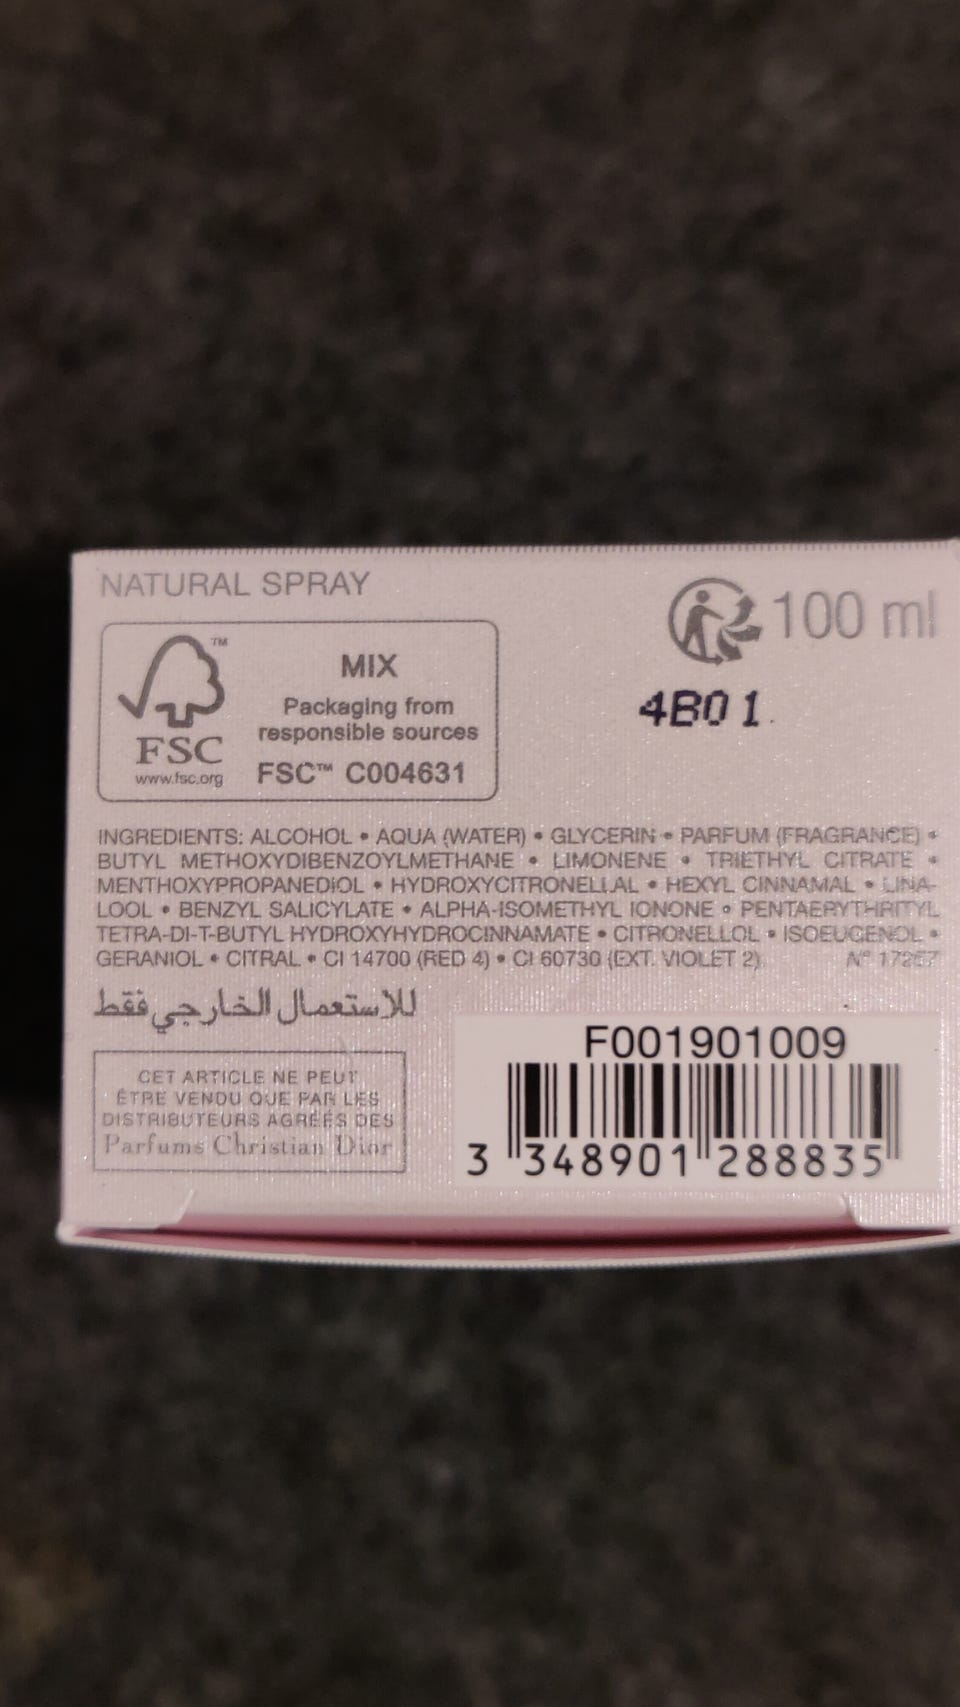 NATURAL SPRAY
100 ml
™
FSC
www.fsc.org
MIX
Packaging from
responsible sources
FSC™ C004631
4B01
INGREDIENTS: ALCOHOL • AQUA (WATER) • GLYCERIN • PARFUM (FRAGRANCE) •
BUTYL METHOXYDIBENZOYLMETHANE • LIMONENE • TRIETHYL CITRATE •
MENTHOXYPROPANEDIOL • HYDROXYCITRONELLAL • HEXYL CINNAMAL • LINA-
LOOL • BENZYL SALICYLATE • ALPHA-ISOMETHYL IONONE • PENTAERYTHRITYL
TETRA-DI-T-BUTYL HYDROXYHYDROCINNAMATE • CITRONELLOL • ISOEUGENOL •
GERANIOL • CITRAL • CI 14700 (RED 4) • CI 60730 (EXT. VIOLET 2) N°
للاستعمال الخارجي فقط
CET ARTICLE NE PEUT
ÊTRE VENDU QUE PAR LES
DISTRIBUTEURS AGRÉÉS DES
Parfums Christian Dior
F001901009
3 348901 288835